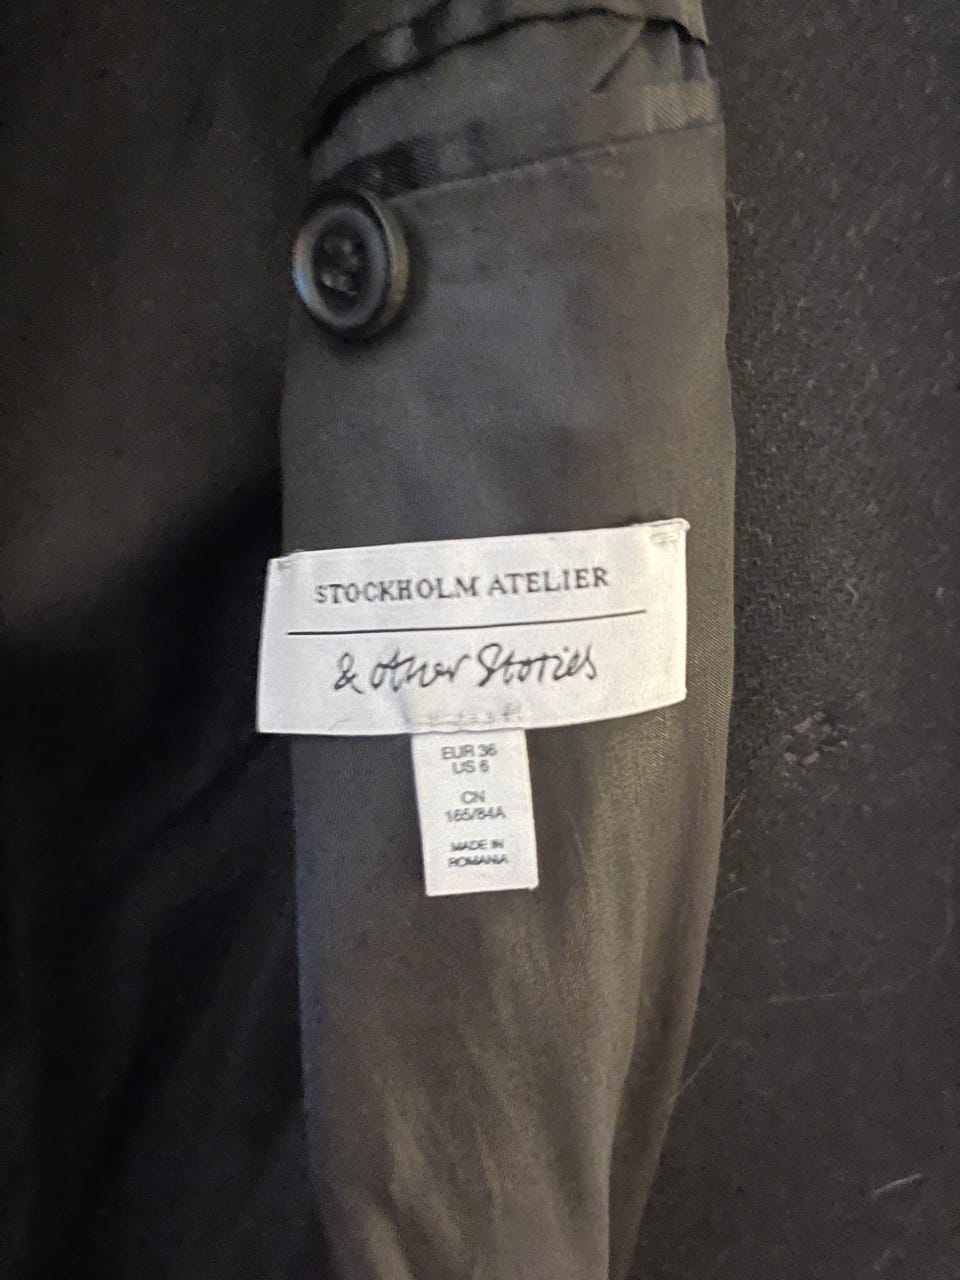 STOCKHOLM ATELIER
& other Stories
EUR 36
US 6
CN
165/84A
MADE IN
ROMANIA